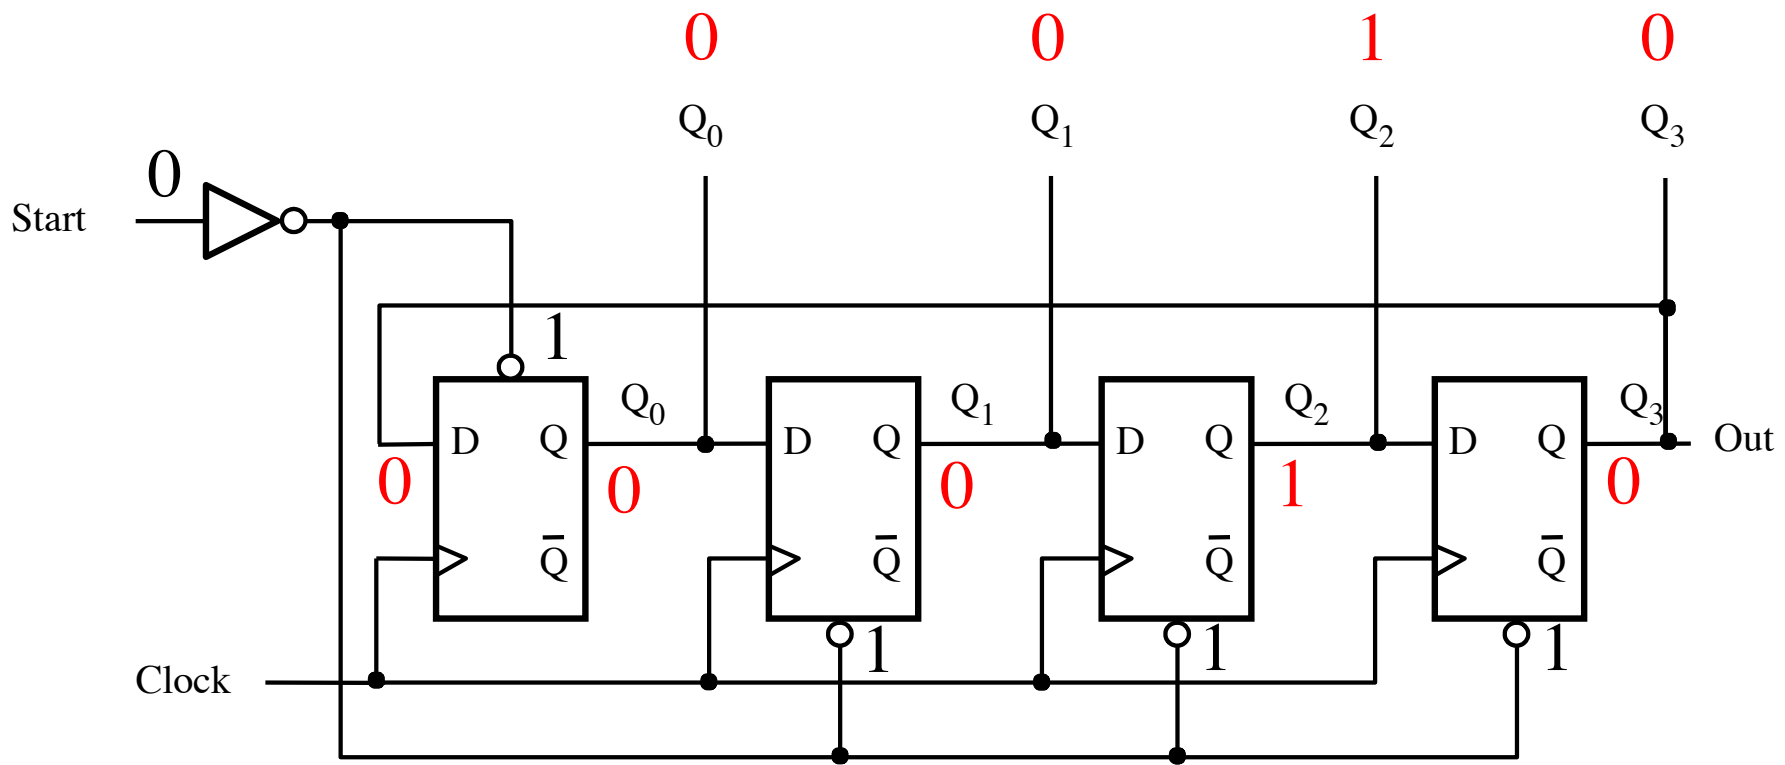 0 0 1 0
Q0 Q1 Q2 Q3
0
Start
1
Q0 Q1 Q2 Q3
D Q D Q D Q D Q Out
0 0 0 1 0
Q̅ Q̅ Q̅ Q̅
1 1 1
Clock